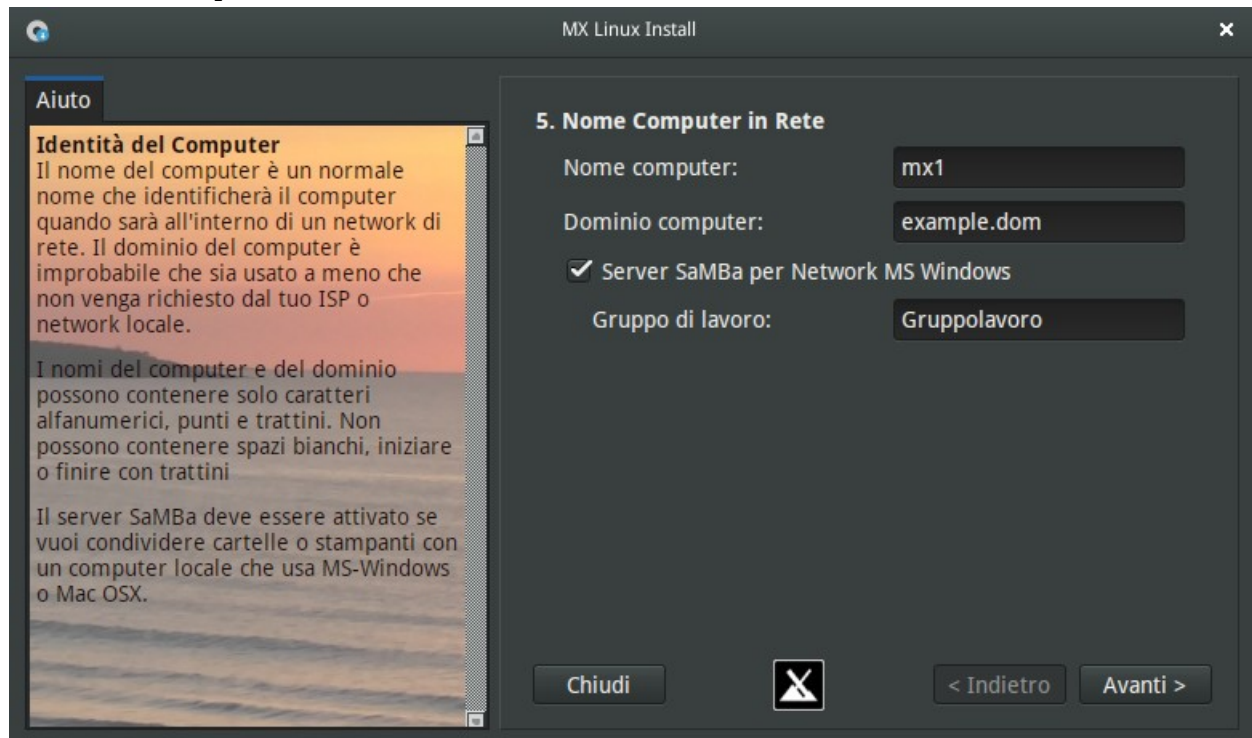 MX Linux Install
Aiuto
Identità del Computer
Il nome del computer è un normale
nome che identificherà il computer
quando sarà all'interno di un network di
rete. Il dominio del computer è
improbabile che sia usato a meno che
non venga richiesto dal tuo ISP o
network locale.
I nomi del computer e del dominio
possono contenere solo caratteri
alfanumerici, punti e trattini. Non
possono contenere spazi bianchi, iniziare
o finire con trattini
Il server SaMBa deve essere attivato se
vuoi condividere cartelle o stampanti con
un computer locale che usa MS-Windows
o Mac OSX.
5. Nome Computer in Rete
Nome computer: mx1
Dominio computer: example.dom
Server SaMBa per Network MS Windows
Gruppo di lavoro: Gruppolavoro
Chiudi < Indietro Avanti >